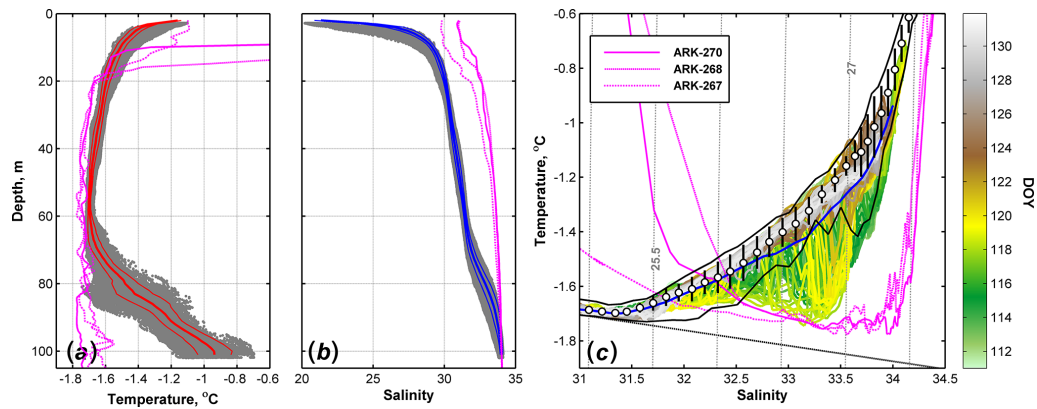 0
20
40
60
80
100
Depth, m
-1.8 -1.6 -1.4 -1.2 -1 -0.8 -0.6
Temperature, °C
(a)
20 25 30 35
Salinity
(b)
-0.6
-0.8
-1
-1.2
-1.4
-1.6
-1.8
Temperature, °C
ARK-270
ARK-268
ARK-267
27
25.5
(c)
31 31.5 32 32.5 33 33.5 34 34.5
Salinity
130
128
126
124
122
120
118
116
114
112
DOY